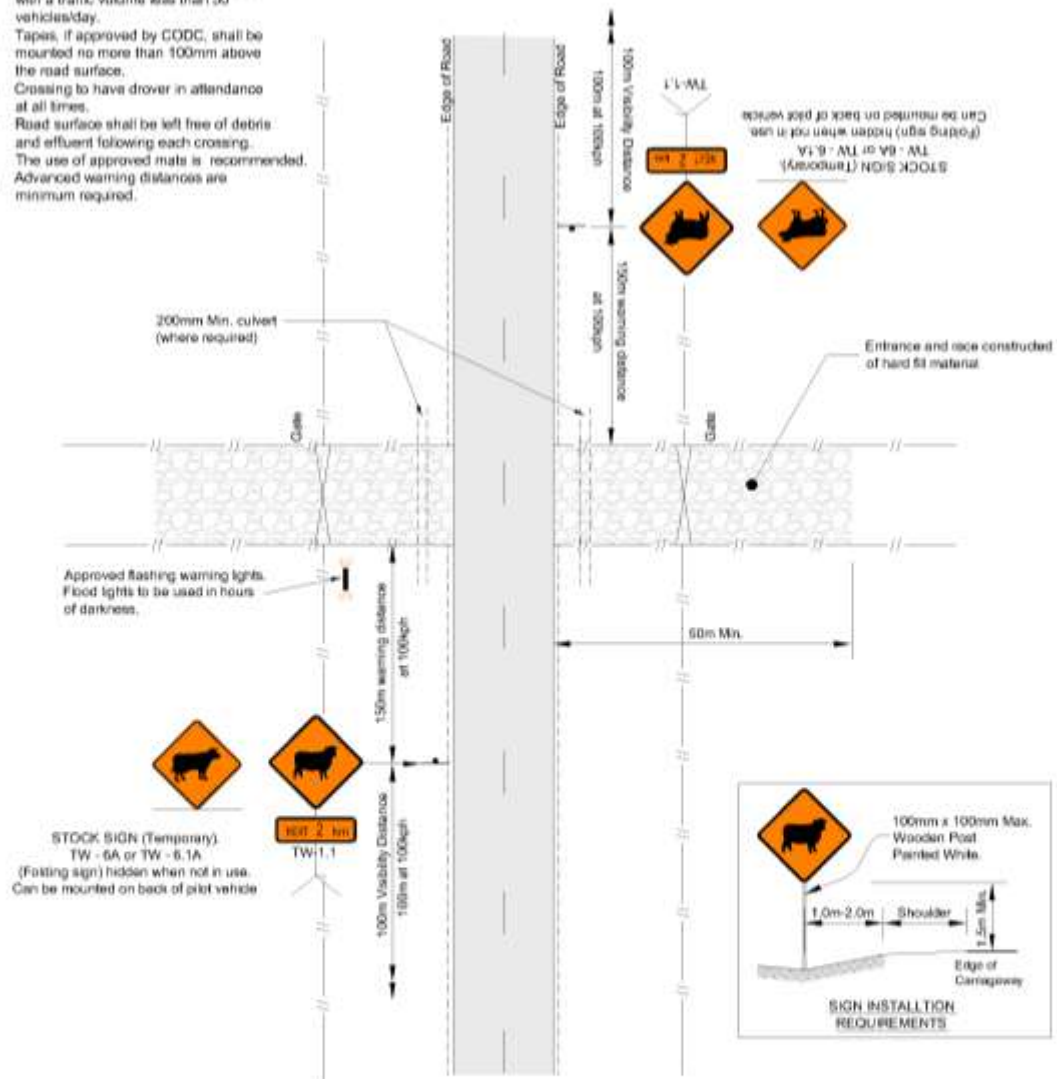 with a traffic volume less than 50
vehicles/day.
Tapes, if approved by CODC, shall be
mounted no more than 100mm above
the road surface.
Crossing to have drover in attendance
at all times.
Road surface shall be left free of debris
and effluent following each crossing.
The use of approved mats is recommended.
Advanced warning distances are
minimum required.
Edge of Road
Edge of Road
100m Visibility Distance
100m at 100kph
TW-1.1
NEXT 2 km
STOCK SIGN (Temporary).
TW - 6A or TW - 6.1A
(Folding sign) hidden when not in use.
Can be mounted on back of pilot vehicle
150m warning distance
at 100kph
200mm Min. culvert
(where required)
Entrance and race constructed
of hard fill material
Gate
Gate
Approved flashing warning lights.
Flood lights to be used in hours
of darkness.
150m warning distance
at 100kph
60m Min.
NEXT 2 km
TW-1.1
STOCK SIGN (Temporary).
TW - 6A or TW - 6.1A
(Folding sign) hidden when not in use.
Can be mounted on back of pilot vehicle
100m Visibility Distance
100m at 100kph
100mm x 100mm Max.
Wooden Post
Painted White.
1.0m-2.0m
Shoulder
1.5m Min.
Edge of
Carriageway
SIGN INSTALLTION
REQUIREMENTS